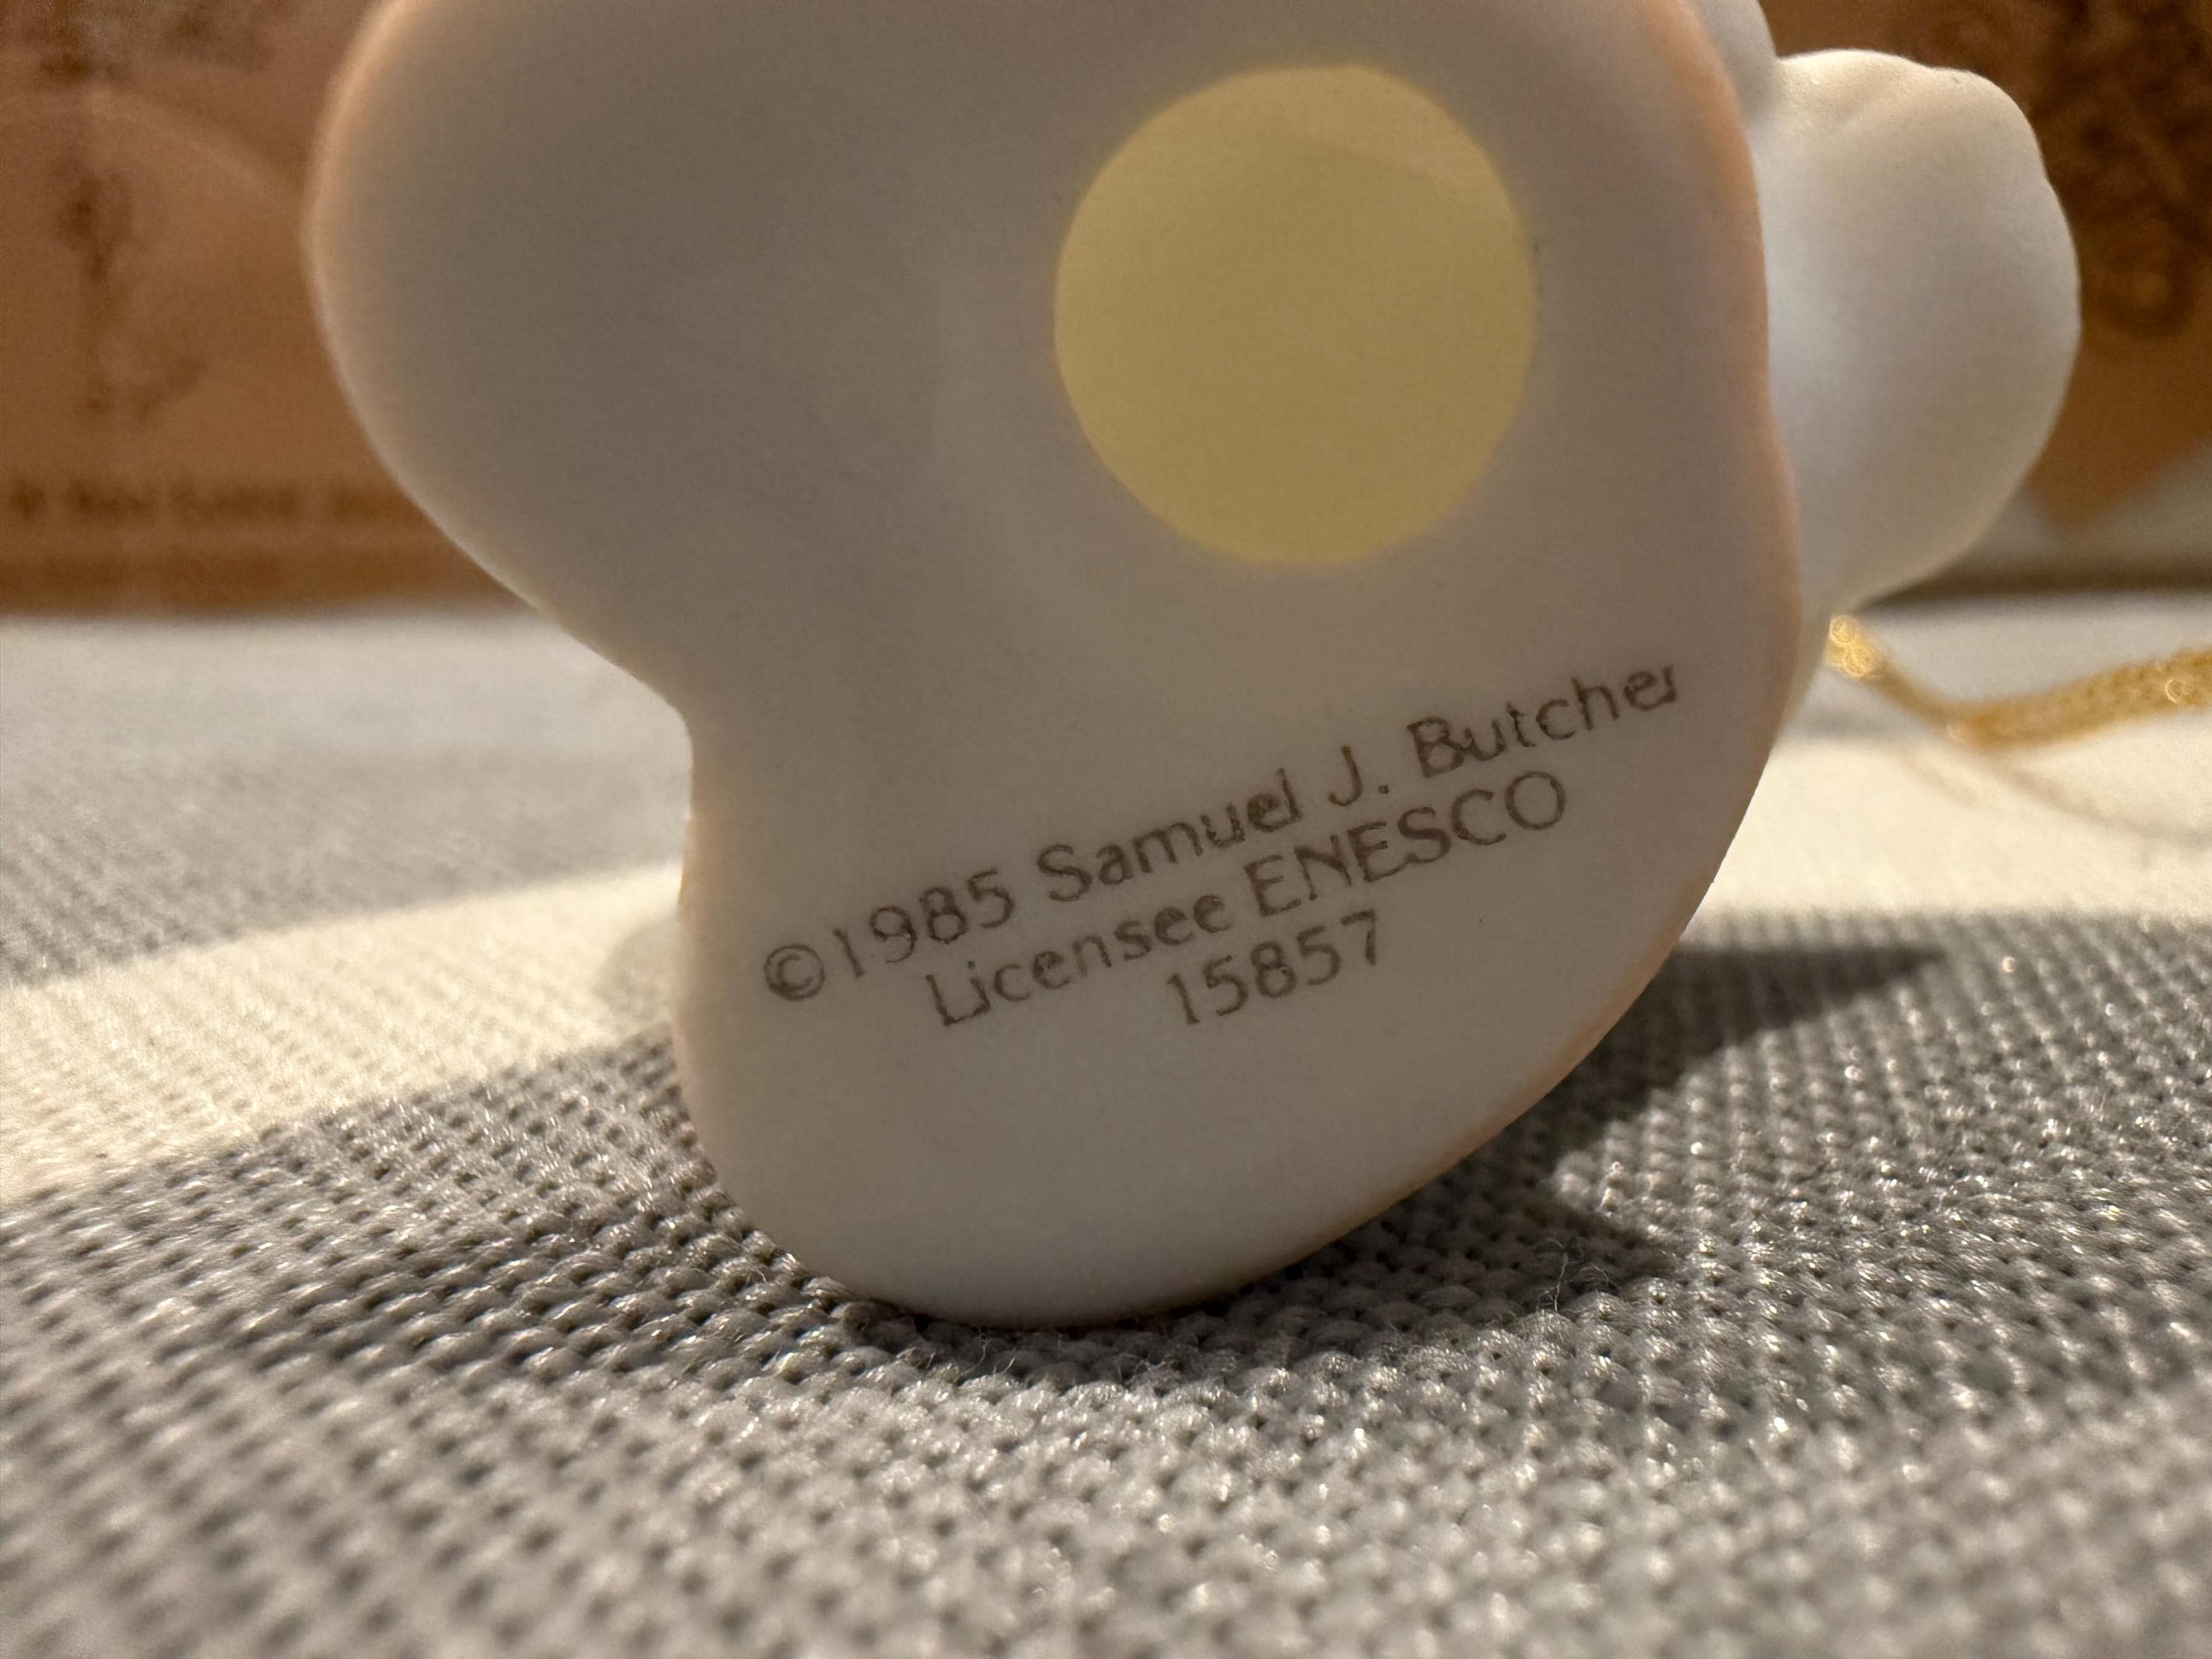 ©1985 Samuel J. Butcher
Licensee ENESCO
15857